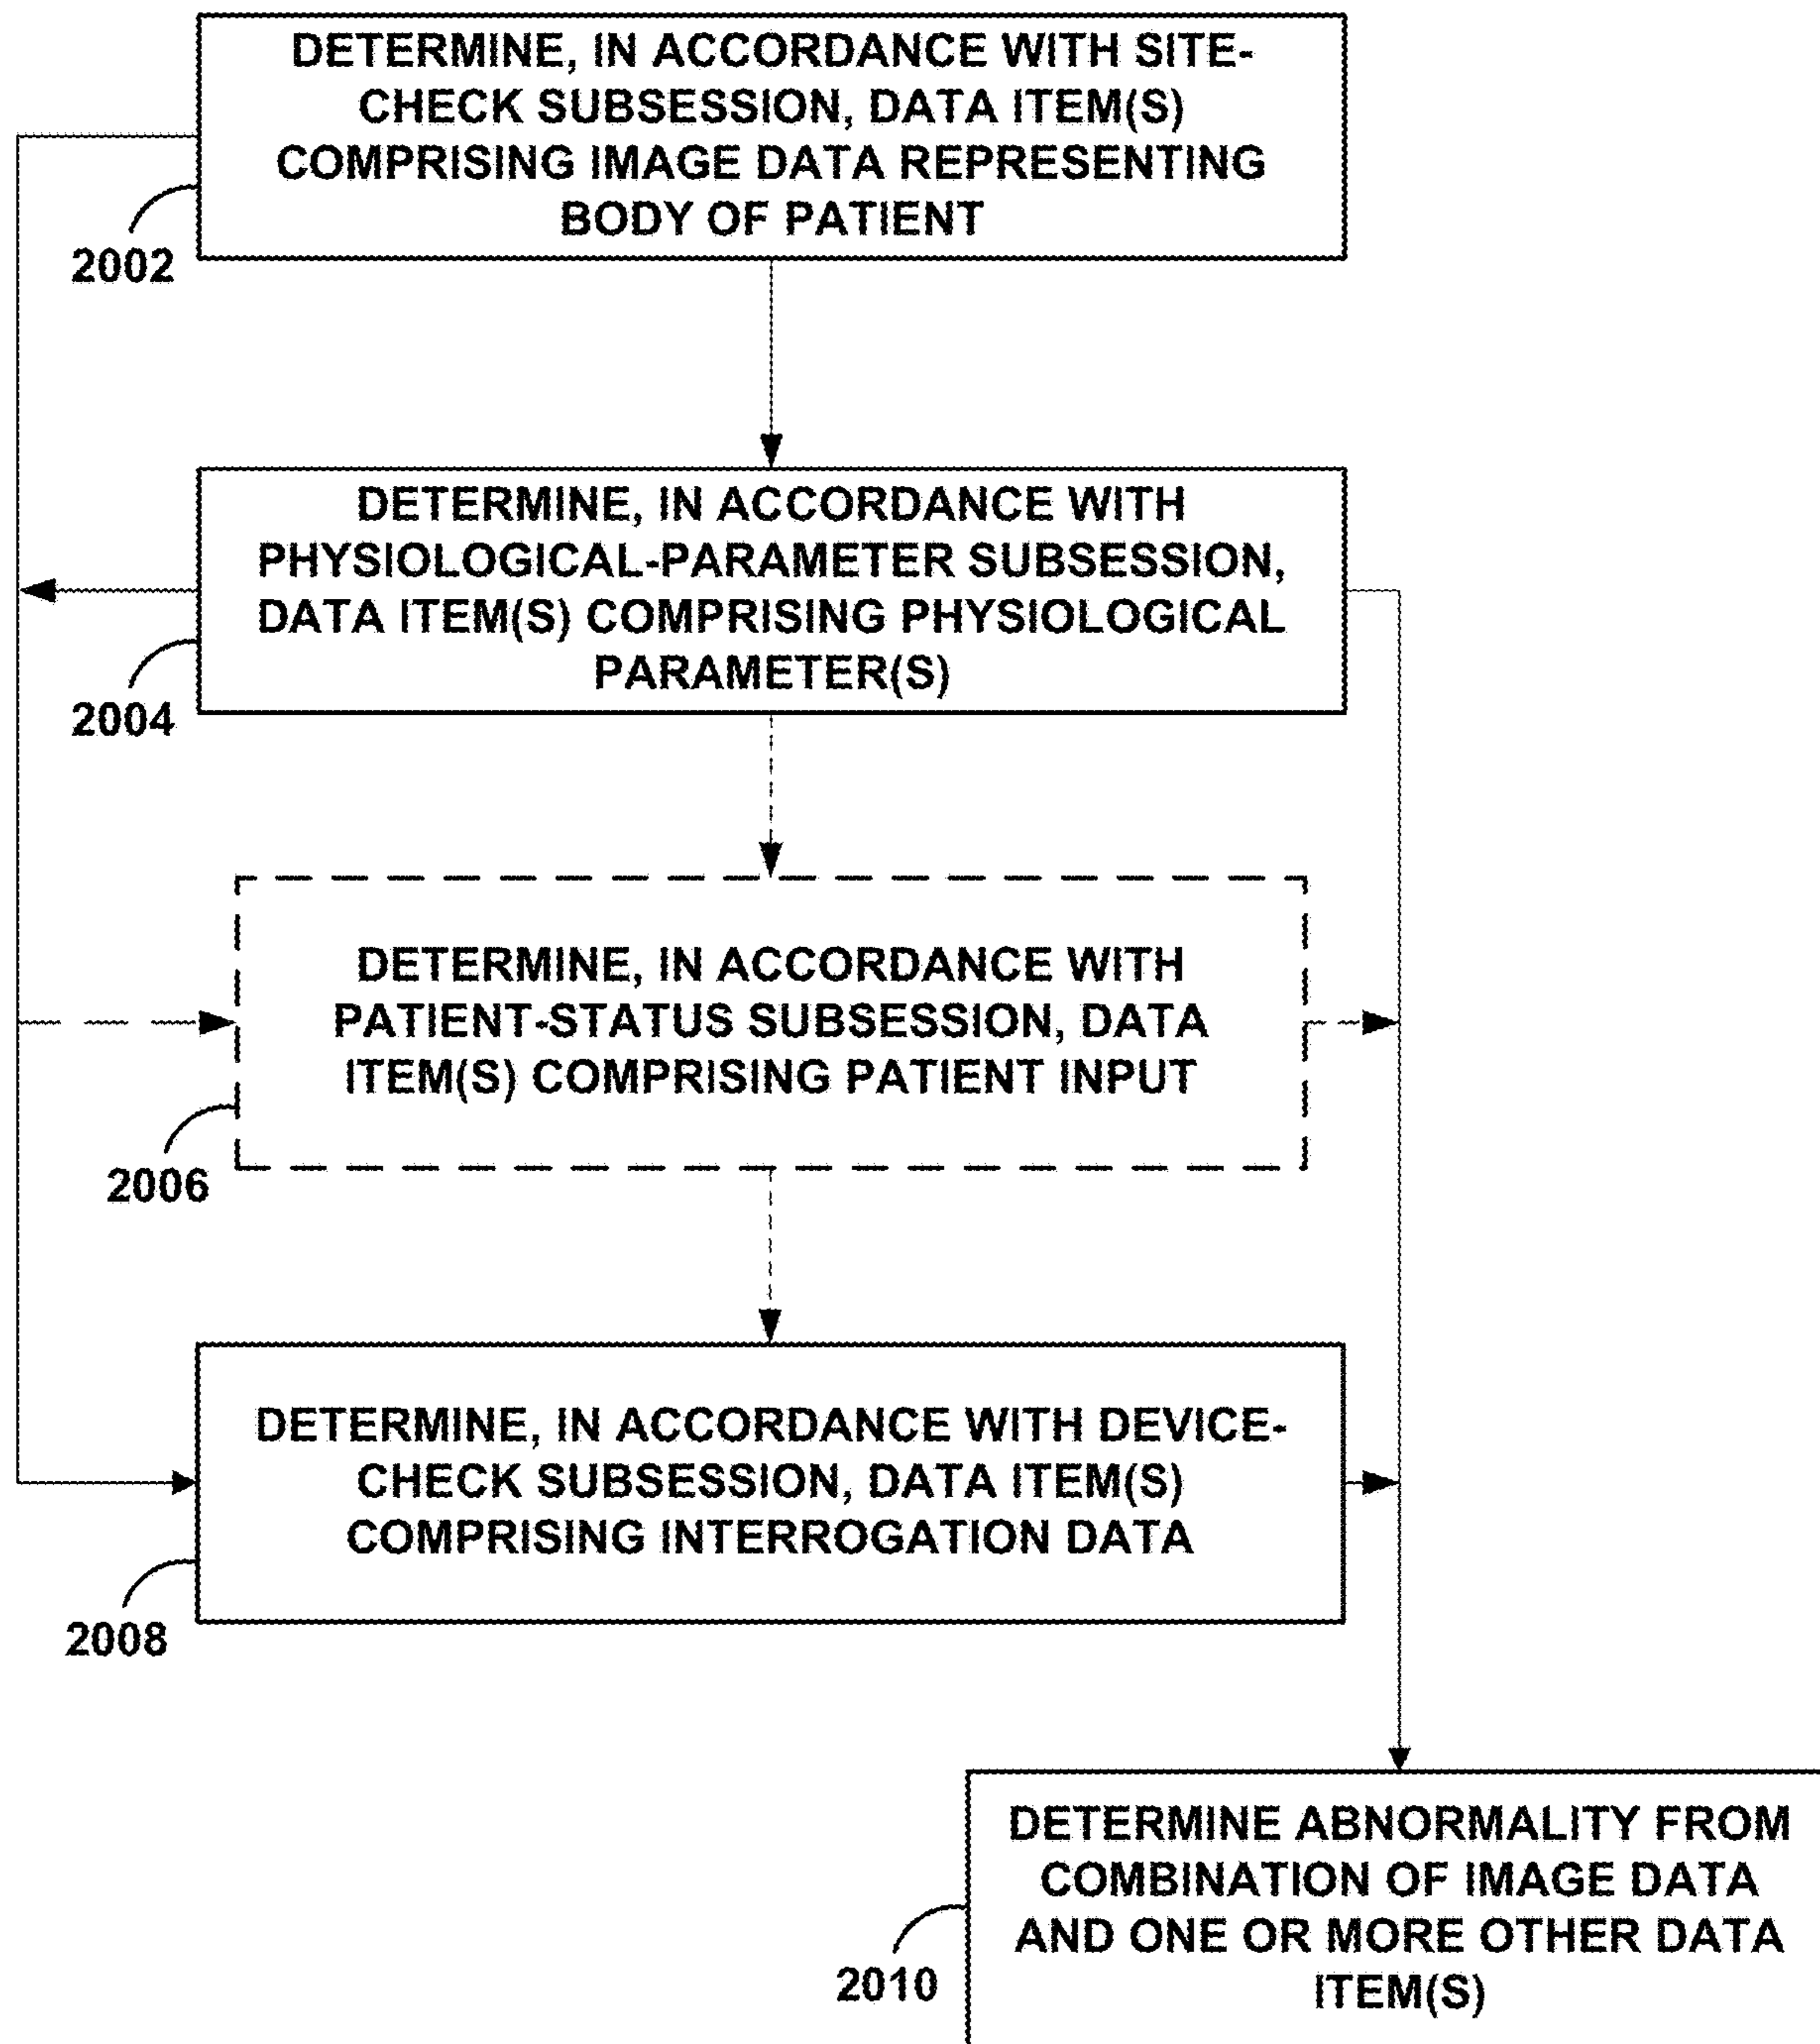 DETERMINE, IN ACCORDANCE WITH SITE-
CHECK SUBSESSION, DATA ITEM(S)
COMPRISING IMAGE DATA REPRESENTING
BODY OF PATIENT
2002
DETERMINE, IN ACCORDANCE WITH
PHYSIOLOGICAL-PARAMETER SUBSESSION,
DATA ITEM(S) COMPRISING PHYSIOLOGICAL
PARAMETER(S)
2004
DETERMINE, IN ACCORDANCE WITH
PATIENT-STATUS SUBSESSION, DATA
ITEM(S) COMPRISING PATIENT INPUT
2006
DETERMINE, IN ACCORDANCE WITH DEVICE-
CHECK SUBSESSION, DATA ITEM(S)
COMPRISING INTERROGATION DATA
2008
DETERMINE ABNORMALITY FROM
COMBINATION OF IMAGE DATA
AND ONE OR MORE OTHER DATA
ITEM(S)
2010